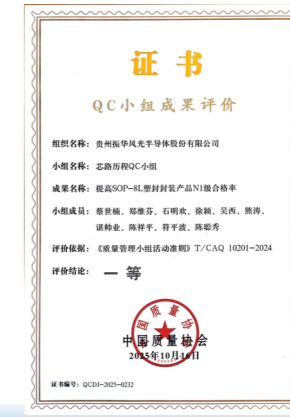 证书
QC小组成果评价
组织名称：贵州振华风光半导体股份有限公司
小组名称：芯路历程QC小组
成果名称：提高SOP-8L塑封封装产品N1级合格率
小组成员：蔡世楠、郑维芬、石明欢、徐颖、吴西、熊涛、
谌帅业、陈祥平、符平波、陈聪秀
评价依据：《质量管理小组活动准则》T/CAQ 10201-2024
评价结论：一等
中国质量协会
2025年10月16日
证书编号：QCDJ-2025-0232